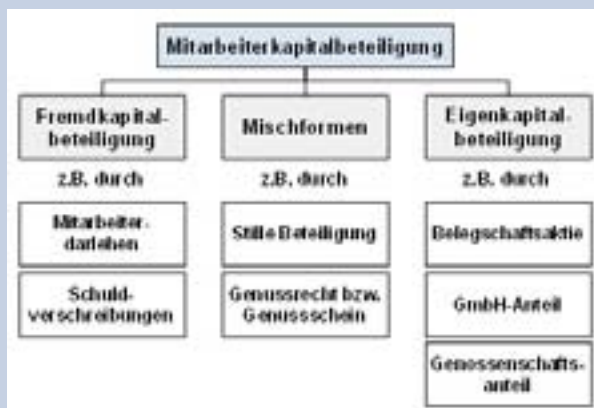 Mitarbeiterkapitalbeteiligung
Fremdkapital-
beteiligung
Mischformen
Eigenkapital-
beteiligung
z.B. durch
z.B. durch
z.B. durch
Mitarbeiter-
darlehen
Stille Beteiligung
Belegschaftsaktie
Schuld-
verschreibungen
Genussrecht bzw.
Genussschein
GmbH-Anteil
Genossenschafts-
anteil